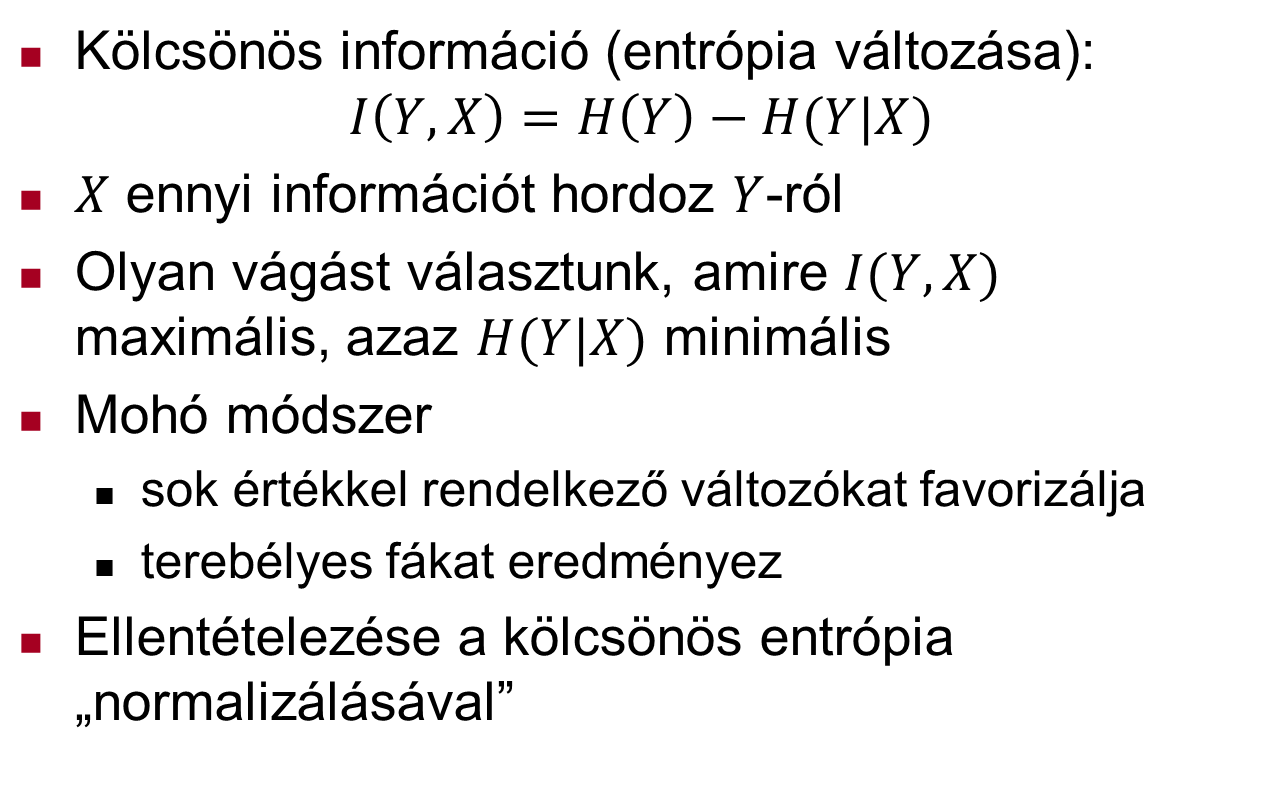 Kölcsönös információ (entrópia változása):
I(Y, X) = H(Y) − H(Y|X)
X ennyi információt hordoz Y-ról
Olyan vágást választunk, amire I(Y, X)
maximális, azaz H(Y|X) minimális
Mohó módszer
sok értékkel rendelkező változókat favorizálja
terebélyes fákat eredményez
Ellentételezése a kölcsönös entrópia
„normalizálásával”